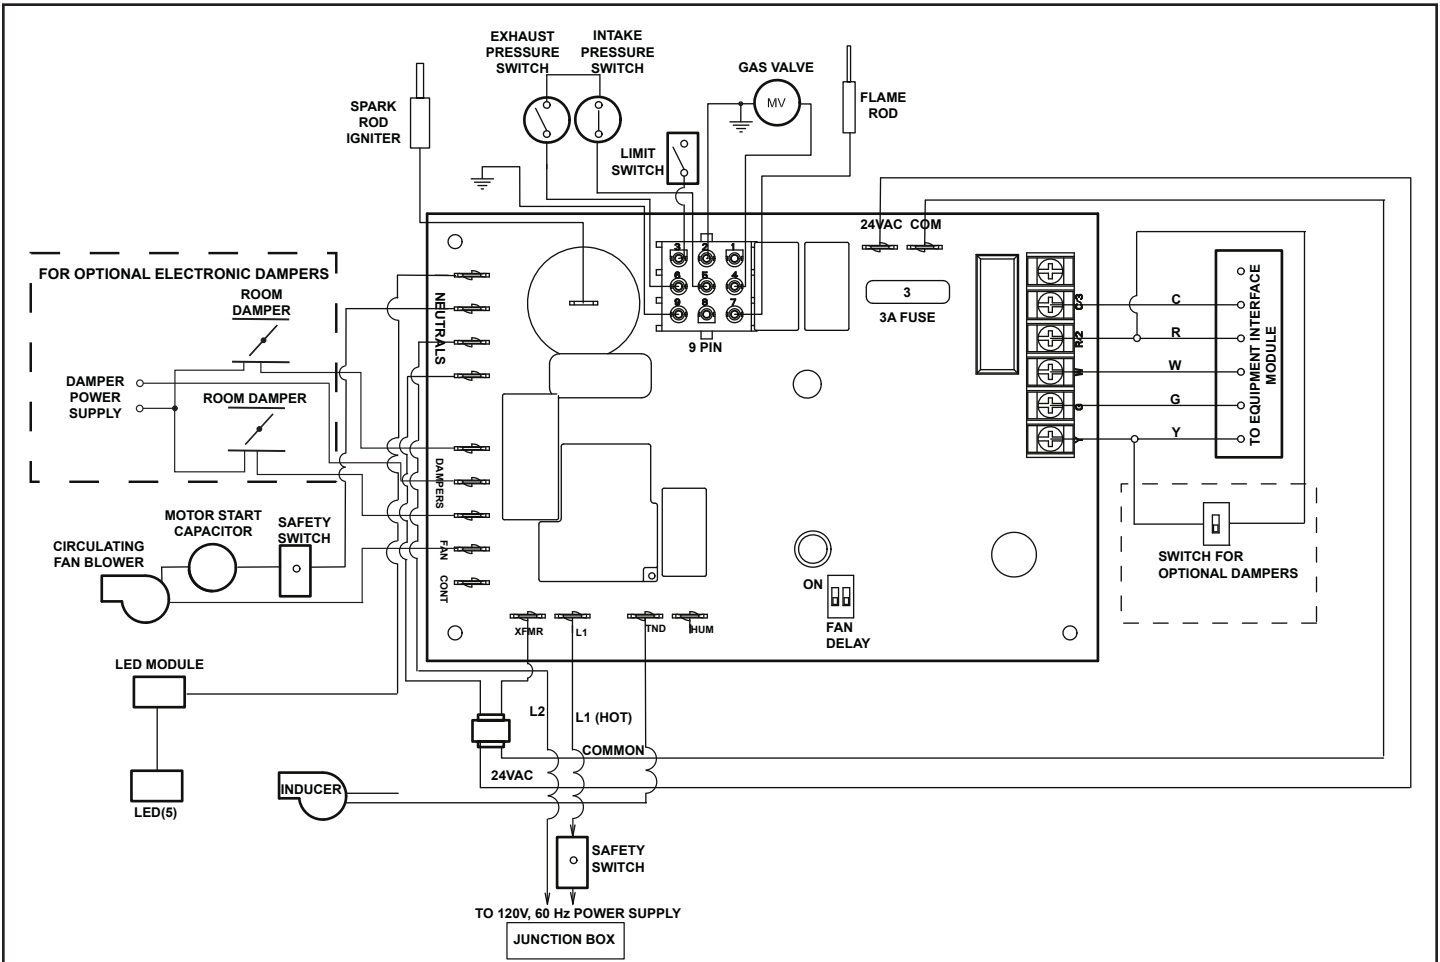 EXHAUST
PRESSURE
SWITCH
INTAKE
PRESSURE
SWITCH
GAS VALVE
MV
FLAME
ROD
SPARK
ROD
IGNITER
LIMIT
SWITCH
24VAC COM
3 2 1
6 5 4
9 8 7
9 PIN
3
3A FUSE
FOR OPTIONAL ELECTRONIC DAMPERS
ROOM
DAMPER
DAMPER
POWER
SUPPLY
ROOM DAMPER
NEUTRALS
DAMPERS
FAN
CONT
C/3
R/2
W
G
Y
C
R
W
G
Y
TO EQUIPMENT INTERFACE
MODULE
SWITCH FOR
OPTIONAL DAMPERS
MOTOR START
CAPACITOR
SAFETY
SWITCH
CIRCULATING
FAN BLOWER
ON
FAN
DELAY
XFMR
L1
TND
HUM
LED MODULE
LED(5)
L2
L1 (HOT)
COMMON
24VAC
INDUCER
SAFETY
SWITCH
TO 120V, 60 Hz POWER SUPPLY
JUNCTION BOX